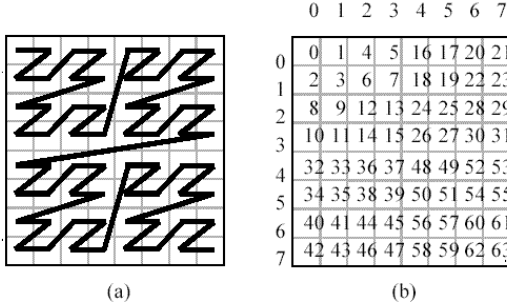 0 1 2 3 4 5 6 7
0 0 1 4 5 16 17 20 21
1 2 3 6 7 18 19 22 23
2 8 9 12 13 24 25 28 29
3 10 11 14 15 26 27 30 31
4 32 33 36 37 48 49 52 53
5 34 35 38 39 50 51 54 55
6 40 41 44 45 56 57 60 61
7 42 43 46 47 58 59 62 63
(a) (b)